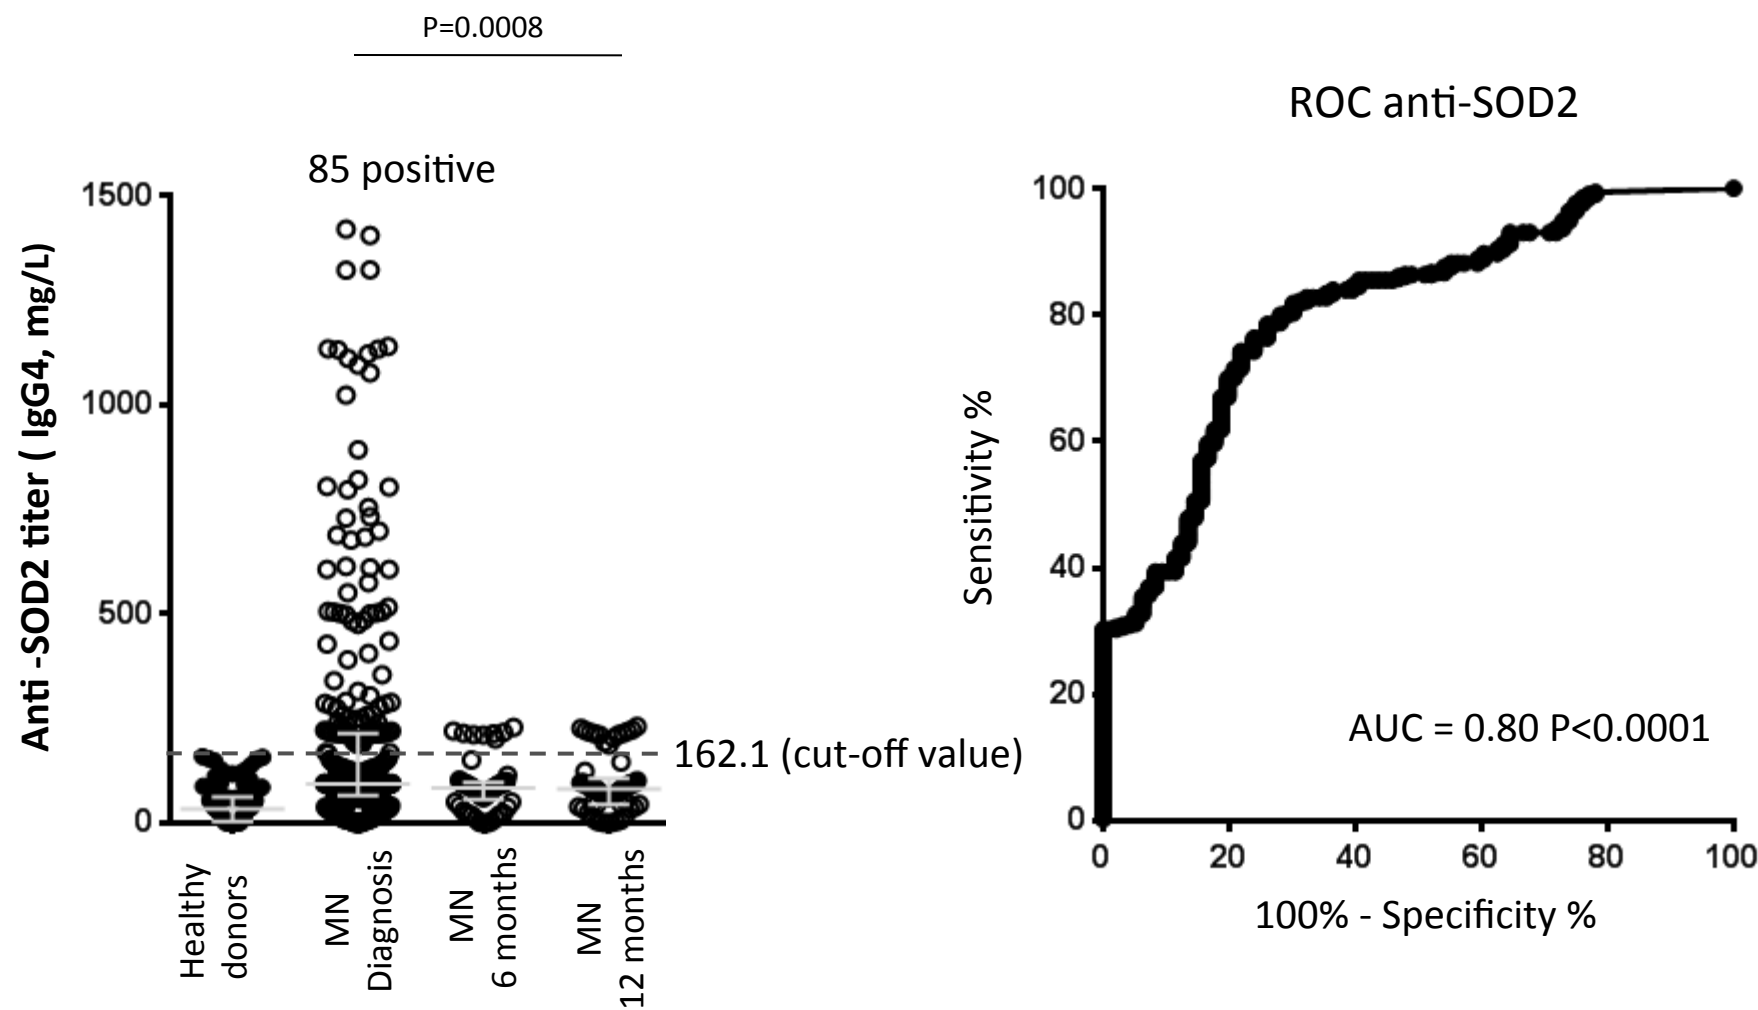 P=0.0008
85 positive
Anti -SOD2 titer ( IgG4, mg/L)
1500
1000
500
0
162.1 (cut-off value)
Healthy
donors
MN
Diagnosis
MN
6 months
MN
12 months
ROC anti-SOD2
Sensitivity %
100
80
60
40
20
0
AUC = 0.80 P<0.0001
0 20 40 60 80 100
100% - Specificity %